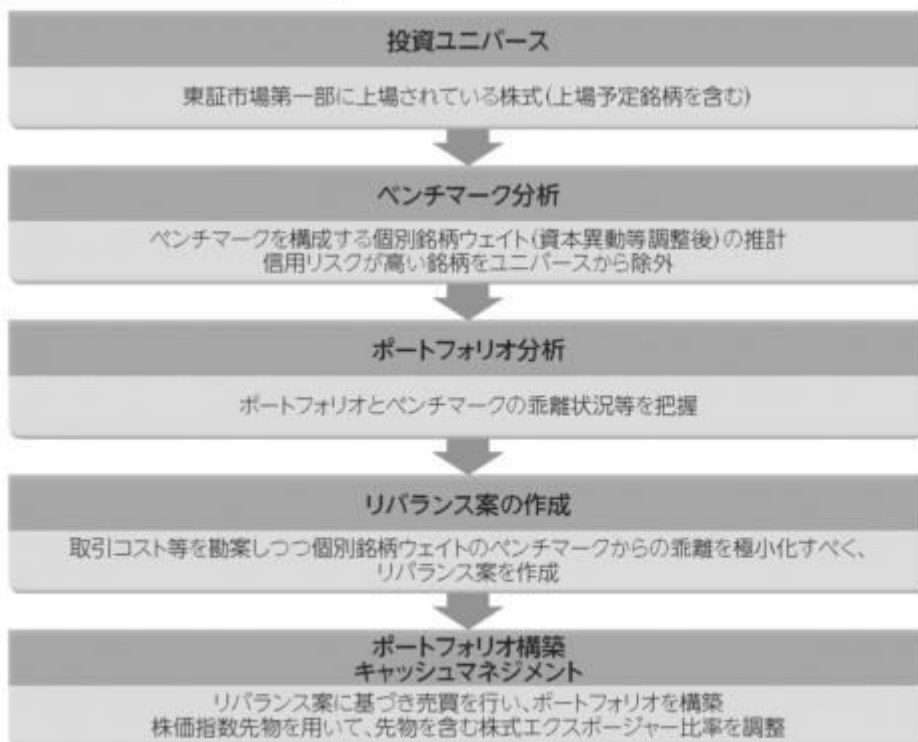 投資ユニバース
東証市場第一部に上場されている株式(上場予定銘柄を含む)
ベンチマーク分析
ベンチマークを構成する個別銘柄ウェイト(資本異動等調整後)の推計
信用リスクが高い銘柄をユニバースから除外
ポートフォリオ分析
ポートフォリオとベンチマークの乖離状況等を把握
リバランス案の作成
取引コスト等を勘案しつつ個別銘柄ウェイトのベンチマークからの乖離を極小化すべく、
リバランス案を作成
ポートフォリオ構築
キャッシュマネジメント
リバランス案に基づき売買を行い、ポートフォリオを構築
株価指数先物を用いて、先物を含む株式エクスポージャー比率を調整